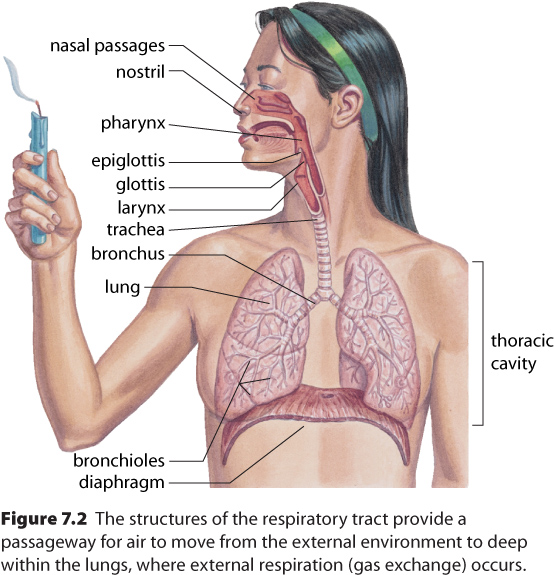 nasal passages
nostril
pharynx
epiglottis
glottis
larynx
trachea
bronchus
lung
thoracic
cavity
bronchioles
diaphragm
Figure 7.2 The structures of the respiratory tract provide a
passageway for air to move from the external environment to deep
within the lungs, where external respiration (gas exchange) occurs.